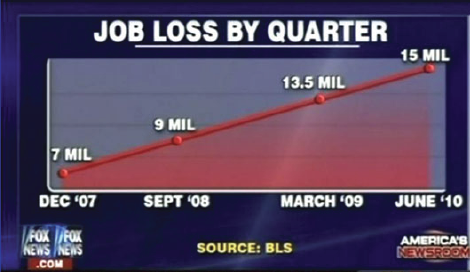 JOB LOSS BY QUARTER
15 MIL
13.5 MIL
9 MIL
7 MIL
DEC '07 SEPT '08 MARCH '09 JUNE '10
FOX NEWS .COM
FOX NEWS
SOURCE: BLS
AMERICA'S
NEWSROOM